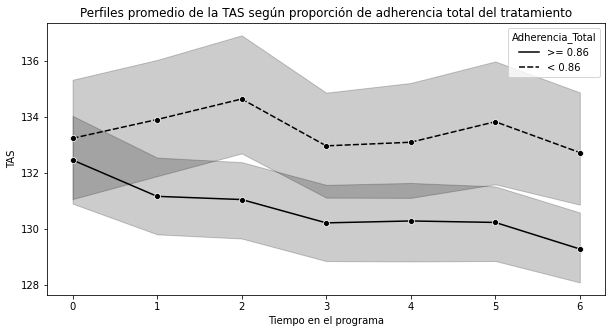 Perfiles promedio de la TAS según proporción de adherencia total del tratamiento
Adherencia_Total
>= 0.86
< 0.86
TAS
136
134
132
130
128
0 1 2 3 4 5 6
Tiempo en el programa